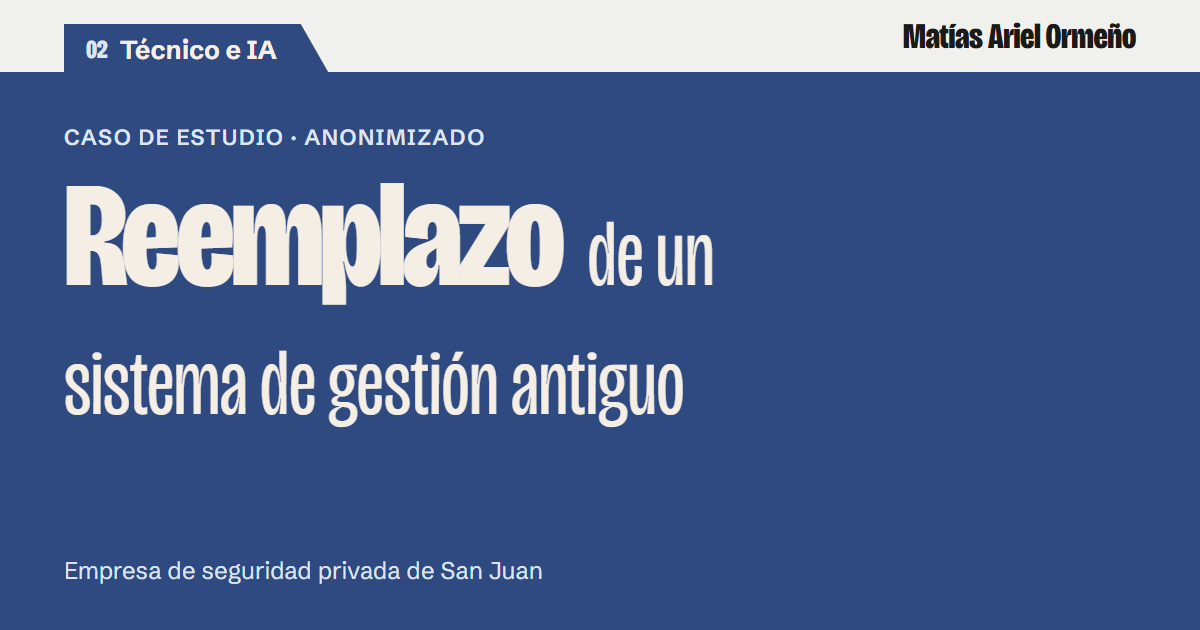 02 Técnico e IA
Matías Ariel Ormeño
CASO DE ESTUDIO · ANONIMIZADO
Reemplazo de un
sistema de gestión antiguo
Empresa de seguridad privada de San Juan